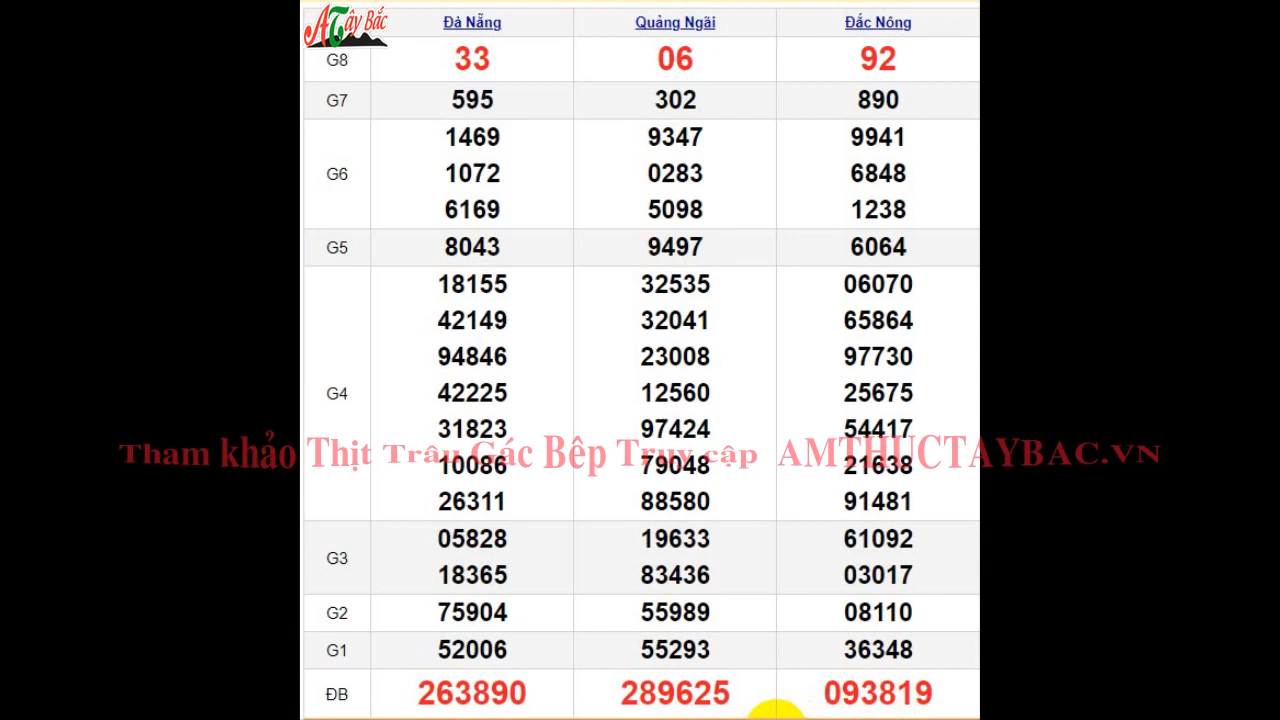 ATây Bắc
Đà Nẵng Quảng Ngãi Đắc Nông
G8 33 06 92
G7 595 302 890
1469 9347 9941
G6 1072 0283 6848
6169 5098 1238
G5 8043 9497 6064
18155 32535 06070
42149 32041 65864
94846 23008 97730
G4 42225 12560 25675
31823 97424 54417
Tham khảo Thịt Trâu Gác Bếp Truy cập AMTHUCTAYBAC.VN
10086 79048 21638
26311 88580 91481
05828 19633 61092
G3
18365 83436 03017
G2 75904 55989 08110
G1 52006 55293 36348
ĐB 263890 289625 093819